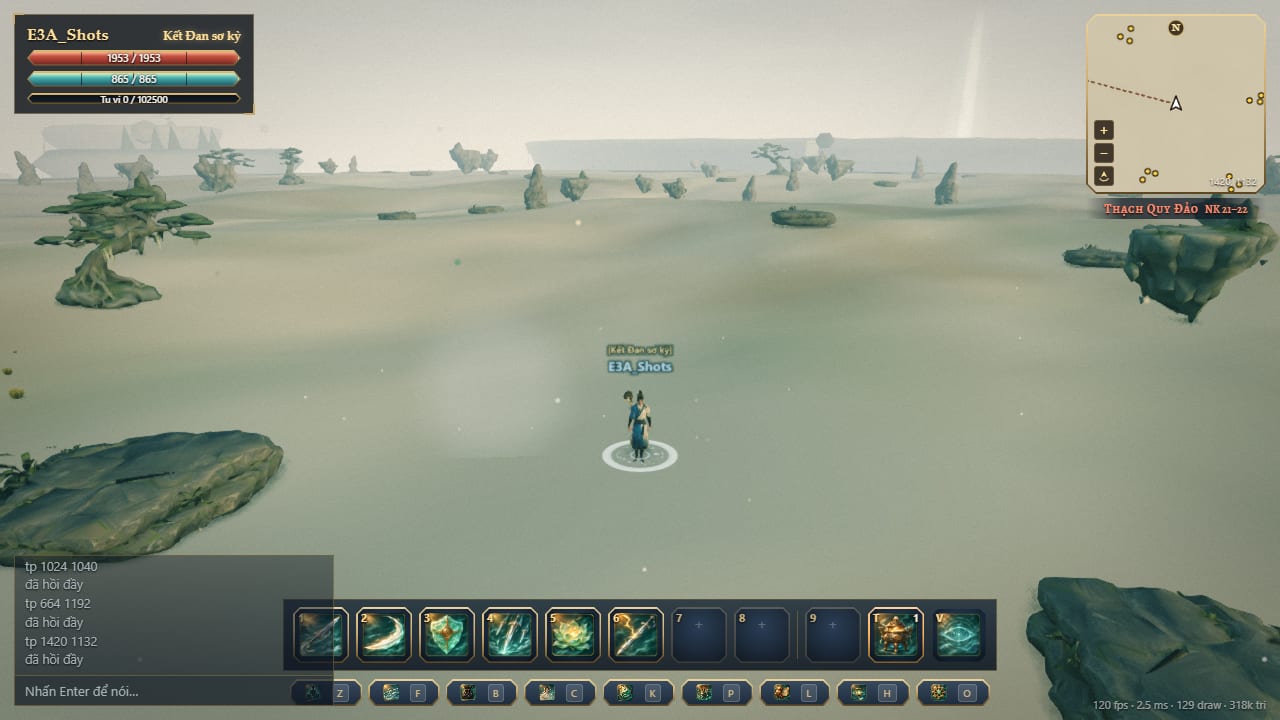 E3A_Shots
Kết Đan sơ kỳ
1953 / 1953
865 / 865
Tu vi 0 / 102500
N
+
−
THẠCH QUY ĐẢO NK 21–22
[Kết Đan sơ kỳ]
E3A_Shots
tp 1024 1040
đã hồi đầy
tp 664 1192
đã hồi đầy
tp 1420 1132
đã hồi đầy
Nhấn Enter để nói...
1 2 3 4 5 6 7 + 8 + 9 + T 1 V
Z F B C K P L H O
120 fps · 2.5 ms · 129 draw · 318k tri